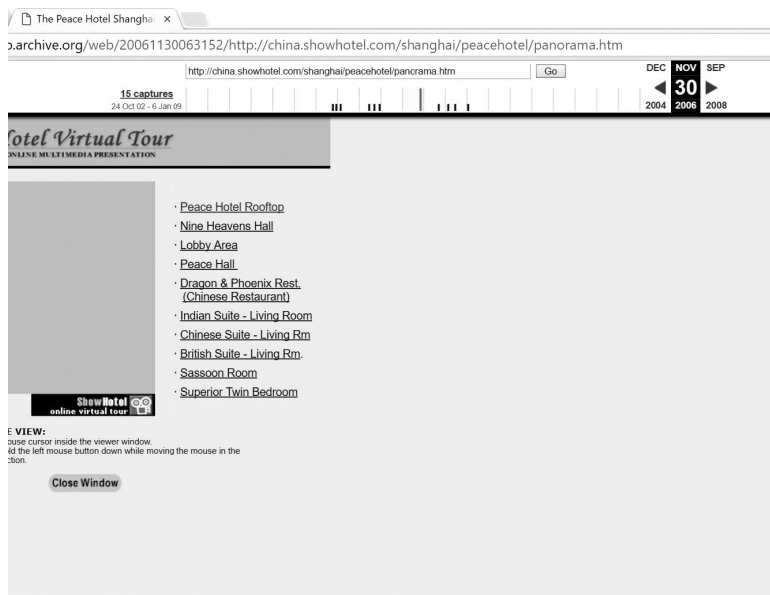 The Peace Hotel Shanghai
.archive.org/web/20061130063152/http://china.showhotel.com/shanghai/peacehotel/panorama.htm
http://china.showhotel.com/shanghai/peacehotel/panorama.htm
Go
DEC NOV SEP
15 captures
30
24 Oct 02 - 6 Jan 09
2004 2006 2008
Hotel Virtual Tour
ONLINE MULTIMEDIA PRESENTATION
· Peace Hotel Rooftop
· Nine Heavens Hall
· Lobby Area
· Peace Hall
· Dragon & Phoenix Rest.
(Chinese Restaurant)
· Indian Suite - Living Room
· Chinese Suite - Living Rm
· British Suite - Living Rm.
· Sassoon Room
· Superior Twin Bedroom
ShowHotel
online virtual tour
E VIEW:
ouse cursor inside the viewer window.
old the left mouse button down while moving the mouse in the
ction.
Close Window